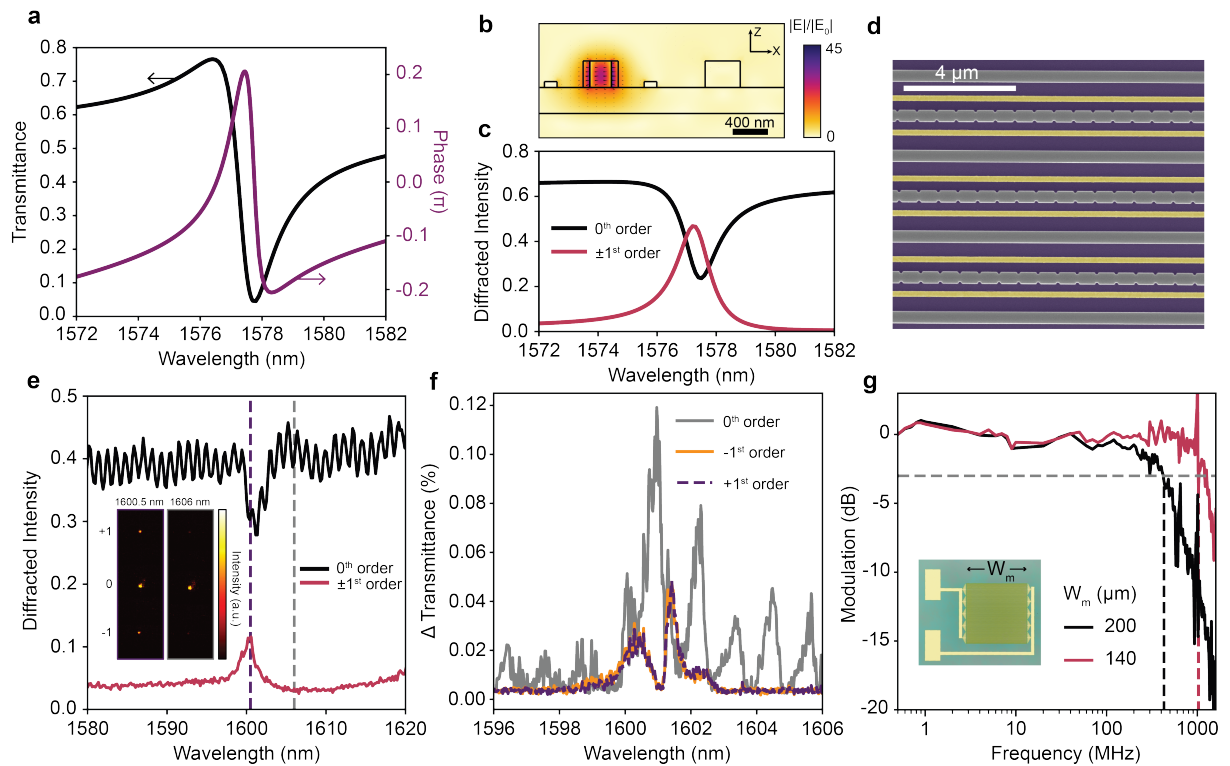 a
Transmittance
0.8
0.7
0.6
0.5
0.4
0.3
0.2
0.1
0.0
0.2
0.1
0.0
-0.1
-0.2
Phase (π)
1572 1574 1576 1578 1580 1582
Wavelength (nm)
b
|E|/|E₀|
Z
X
400 nm
45
0
c
Diffracted Intensity
0.8
0.6
0.4
0.2
0.0
0th order
±1st order
1572 1574 1576 1578 1580 1582
Wavelength (nm)
d
4 µm
e
Diffracted Intensity
0.5
0.4
0.3
0.2
0.1
0.0
1600.5 nm 1606 nm
+1
0
-1
Intensity (a.u.)
0th order
±1st order
1580 1590 1600 1610 1620
Wavelength (nm)
f
Δ Transmittance (%)
0.12
0.10
0.08
0.06
0.04
0.02
0.00
0th order
-1st order
+1st order
1596 1598 1600 1602 1604 1606
Wavelength (nm)
g
Modulation (dB)
0
-5
-10
-15
-20
Wm
Wm (µm)
200
140
1 10 100 1000
Frequency (MHz)